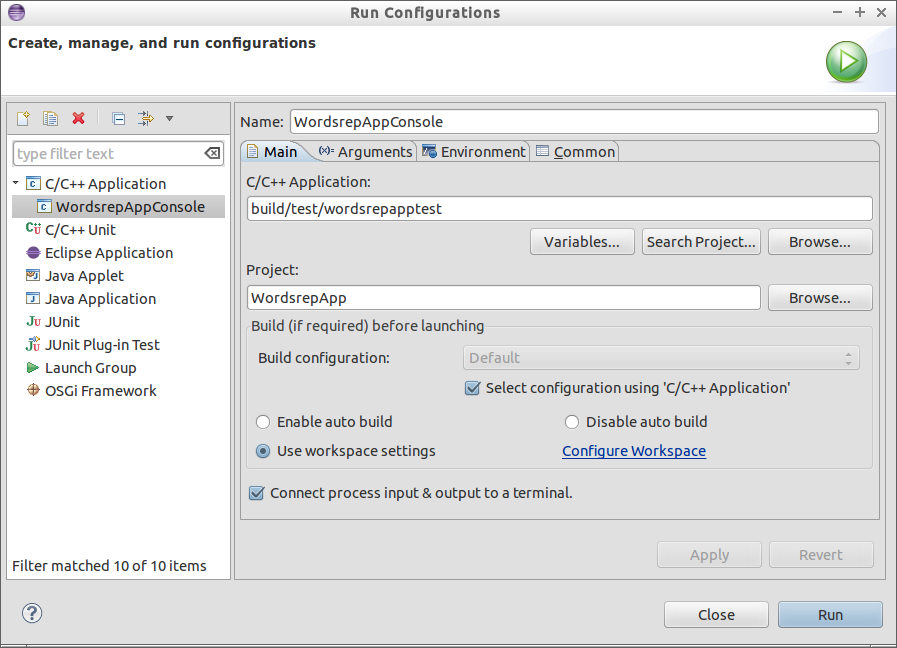 Run Configurations
Create, manage, and run configurations
type filter text
C/C++ Application
WordsrepAppConsole
C/C++ Unit
Eclipse Application
Java Applet
Java Application
JUnit
JUnit Plug-in Test
Launch Group
OSGi Framework
Filter matched 10 of 10 items
Name: WordsrepAppConsole
Main (x)= Arguments Environment Common
C/C++ Application:
build/test/wordsrepapptest
Variables... Search Project... Browse...
Project:
WordsrepApp Browse...
Build (if required) before launching
Build configuration: Default
Select configuration using 'C/C++ Application'
Enable auto build Disable auto build
Use workspace settings Configure Workspace
Connect process input & output to a terminal.
Apply Revert
Close Run